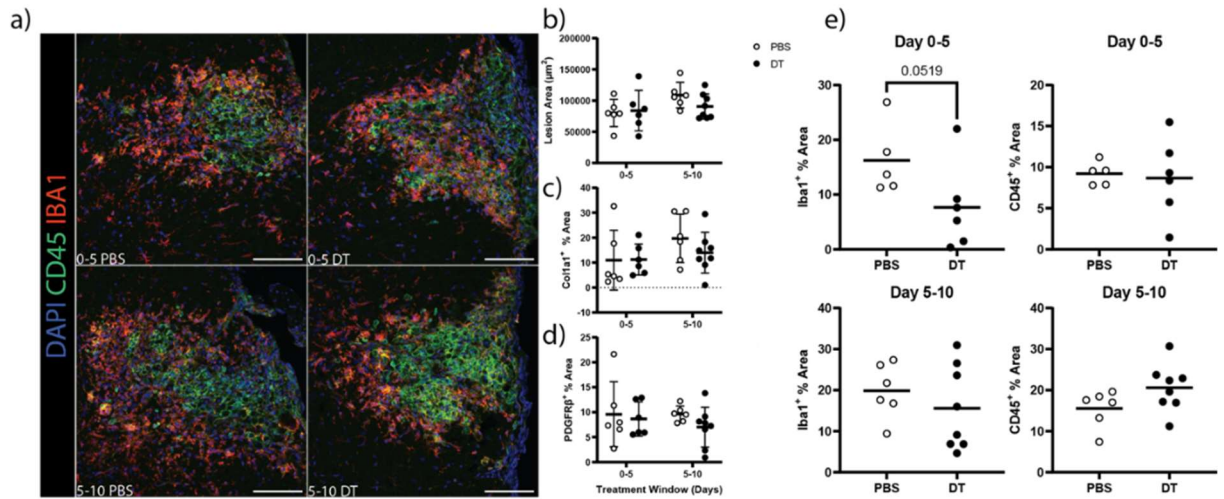 a)
DAPI CD45 IBA1
0-5 PBS
0-5 DT
5-10 PBS
5-10 DT
b)
Lesion Area (µm²)
200000
150000
100000
50000
0
0-5
5-10
PBS
DT
c)
Col1a1⁺ % Area
40
30
20
10
0
-10
0-5
5-10
d)
PDGFRβ⁺ % Area
25
20
15
10
5
0
0-5
5-10
Treatment Window (Days)
e)
Day 0-5
0.0519
Iba1⁺ % Area
30
20
10
0
PBS
DT
Day 0-5
CD45⁺ % Area
20
15
10
5
0
PBS
DT
Day 5-10
Iba1⁺ % Area
40
30
20
10
0
PBS
DT
Day 5-10
CD45⁺ % Area
40
30
20
10
0
PBS
DT